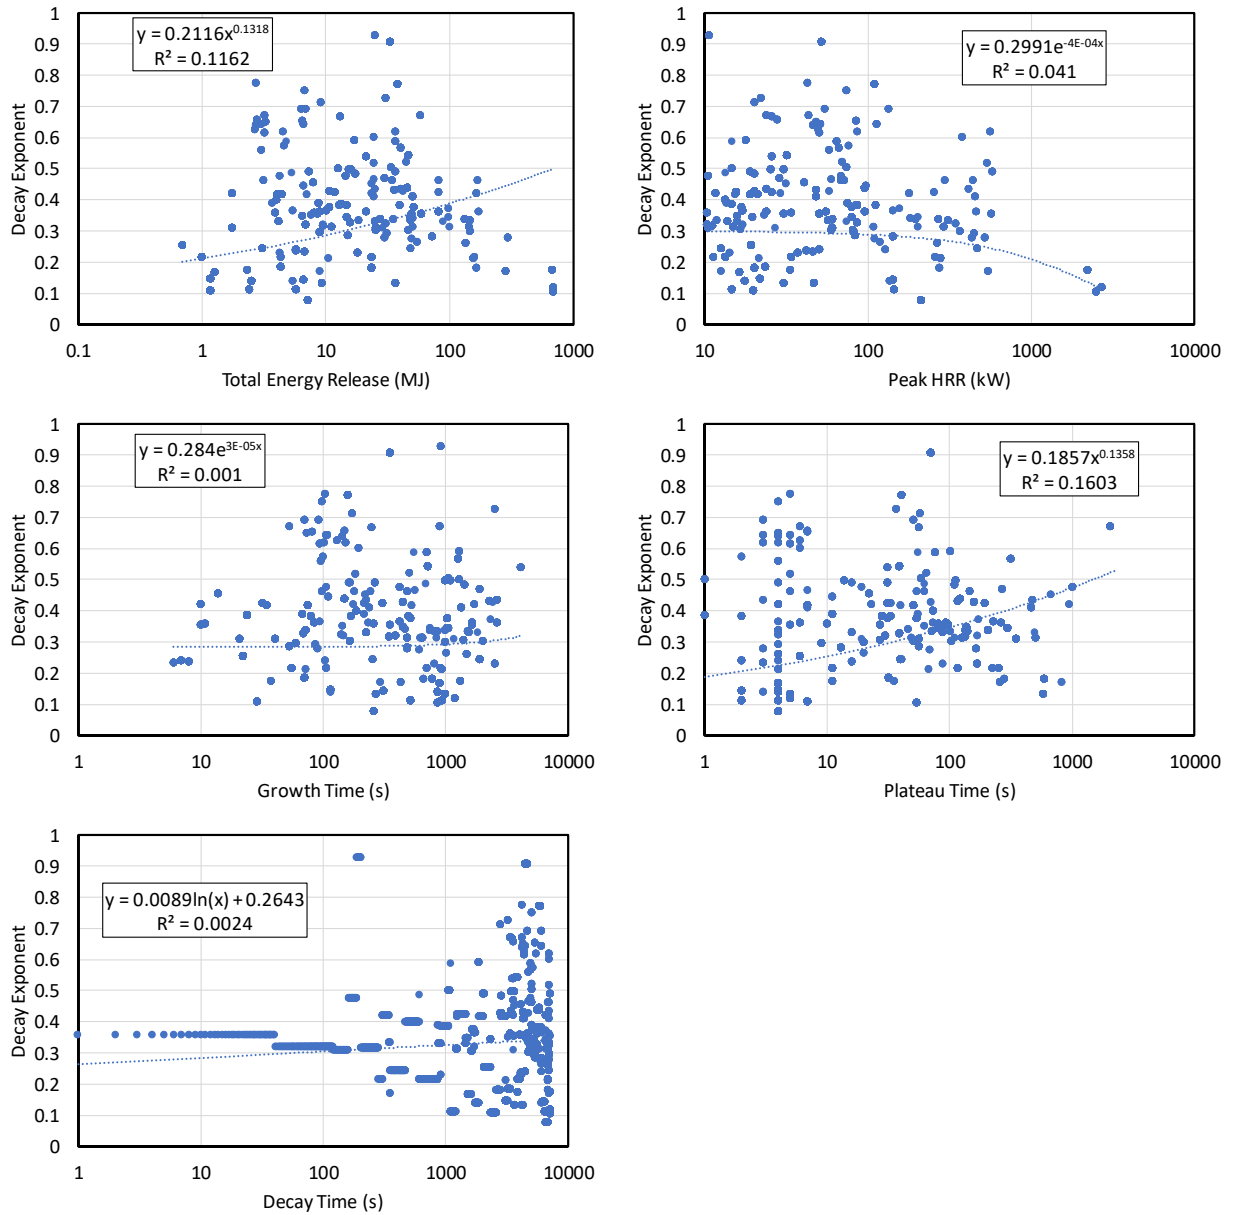 1
0.9
0.8
0.7
0.6
0.5
0.4
0.3
0.2
0.1
0
Decay Exponent
y = 0.2116x^0.1318
R² = 0.1162
0.1 1 10 100 1000
Total Energy Release (MJ)
1
0.9
0.8
0.7
0.6
0.5
0.4
0.3
0.2
0.1
0
Decay Exponent
y = 0.2991e^-4E-04x
R² = 0.041
10 100 1000 10000
Peak HRR (kW)
1
0.9
0.8
0.7
0.6
0.5
0.4
0.3
0.2
0.1
0
Decay Exponent
y = 0.284e^3E-05x
R² = 0.001
1 10 100 1000 10000
Growth Time (s)
1
0.9
0.8
0.7
0.6
0.5
0.4
0.3
0.2
0.1
0
Decay Exponent
y = 0.1857x^0.1358
R² = 0.1603
1 10 100 1000 10000
Plateau Time (s)
1
0.9
0.8
0.7
0.6
0.5
0.4
0.3
0.2
0.1
0
Decay Exponent
y = 0.0089ln(x) + 0.2643
R² = 0.0024
1 10 100 1000 10000
Decay Time (s)